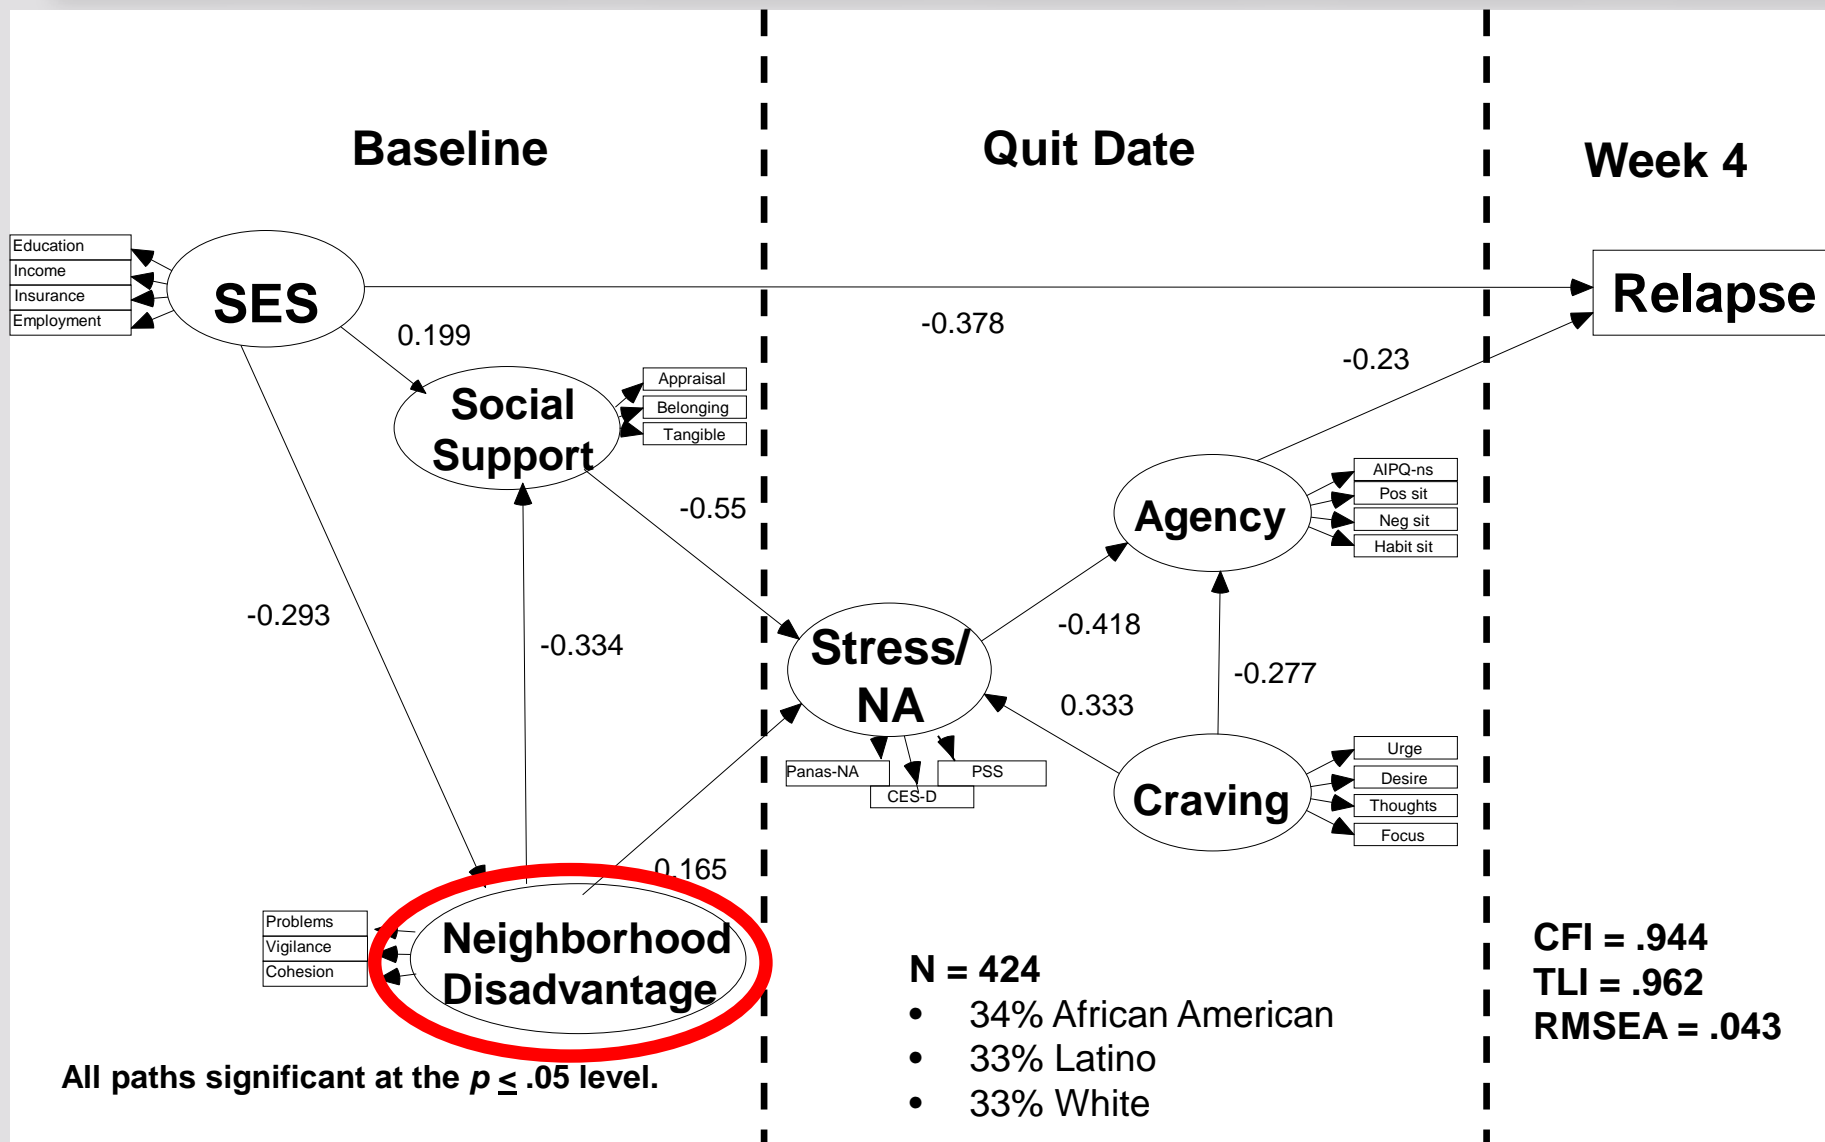 Baseline
Quit Date
Week 4
Education
Income
Insurance
Employment
SES
Relapse
0.199
-0.378
-0.23
Social
Support
Appraisal
Belonging
Tangible
-0.55
Agency
AIPQ-ns
Pos sit
Neg sit
Habit sit
-0.293
-0.334
Stress/
NA
-0.418
-0.277
0.333
Panas-NA
PSS
CES-D
Craving
Urge
Desire
Thoughts
Focus
0.165
Problems
Vigilance
Cohesion
Neighborhood
Disadvantage
N = 424
• 34% African American
• 33% Latino
• 33% White
CFI = .944
TLI = .962
RMSEA = .043
All paths significant at the p ≤ .05 level.